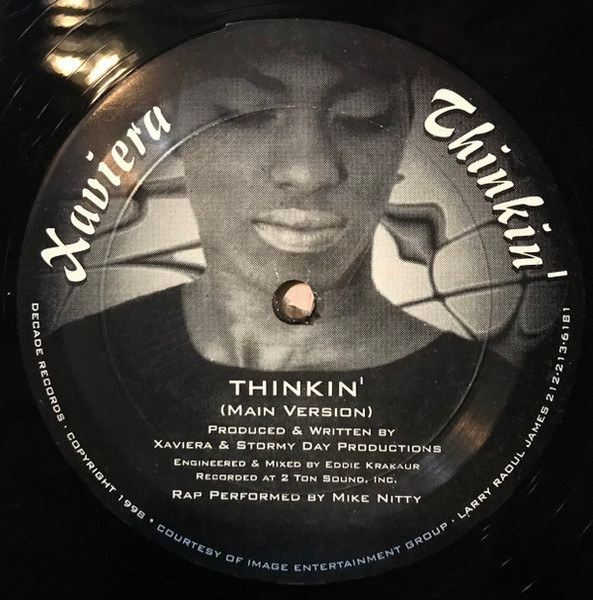 Xaviera
Thinkin'
THINKIN'
(MAIN VERSION)
PRODUCED & WRITTEN BY
XAVIERA & STORMY DAY PRODUCTIONS
ENGINEERED & MIXED BY EDDIE KRAKAUR
RECORDED AT 2 TON SOUND, INC.
RAP PERFORMED BY MIKE NITTY
DECADE RECORDS · COPYRIGHT 1998 • COURTESY OF IMAGE ENTERTAINMENT GROUP · LARRY RAOUL JAMES 212·213·6181